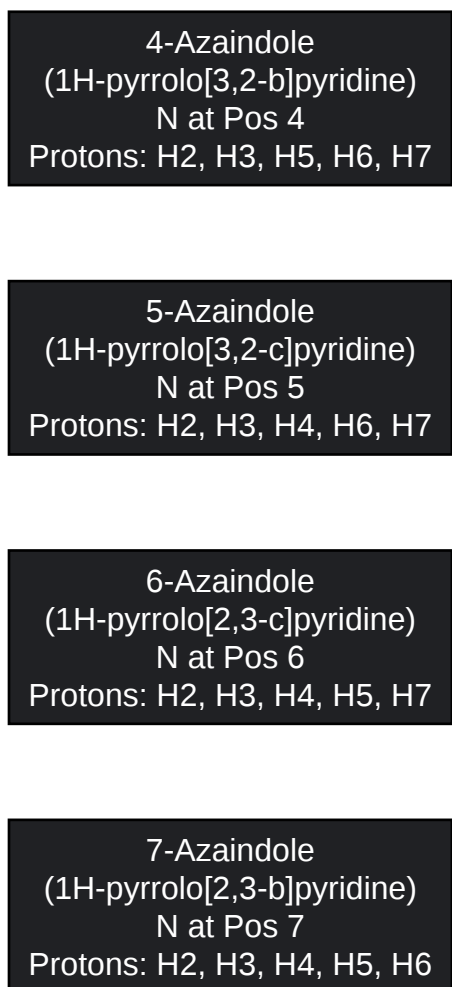 4-Azaindole
(1H-pyrrolo[3,2-b]pyridine)
N at Pos 4
Protons: H2, H3, H5, H6, H7
5-Azaindole
(1H-pyrrolo[3,2-c]pyridine)
N at Pos 5
Protons: H2, H3, H4, H6, H7
6-Azaindole
(1H-pyrrolo[2,3-c]pyridine)
N at Pos 6
Protons: H2, H3, H4, H5, H7
7-Azaindole
(1H-pyrrolo[2,3-b]pyridine)
N at Pos 7
Protons: H2, H3, H4, H5, H6